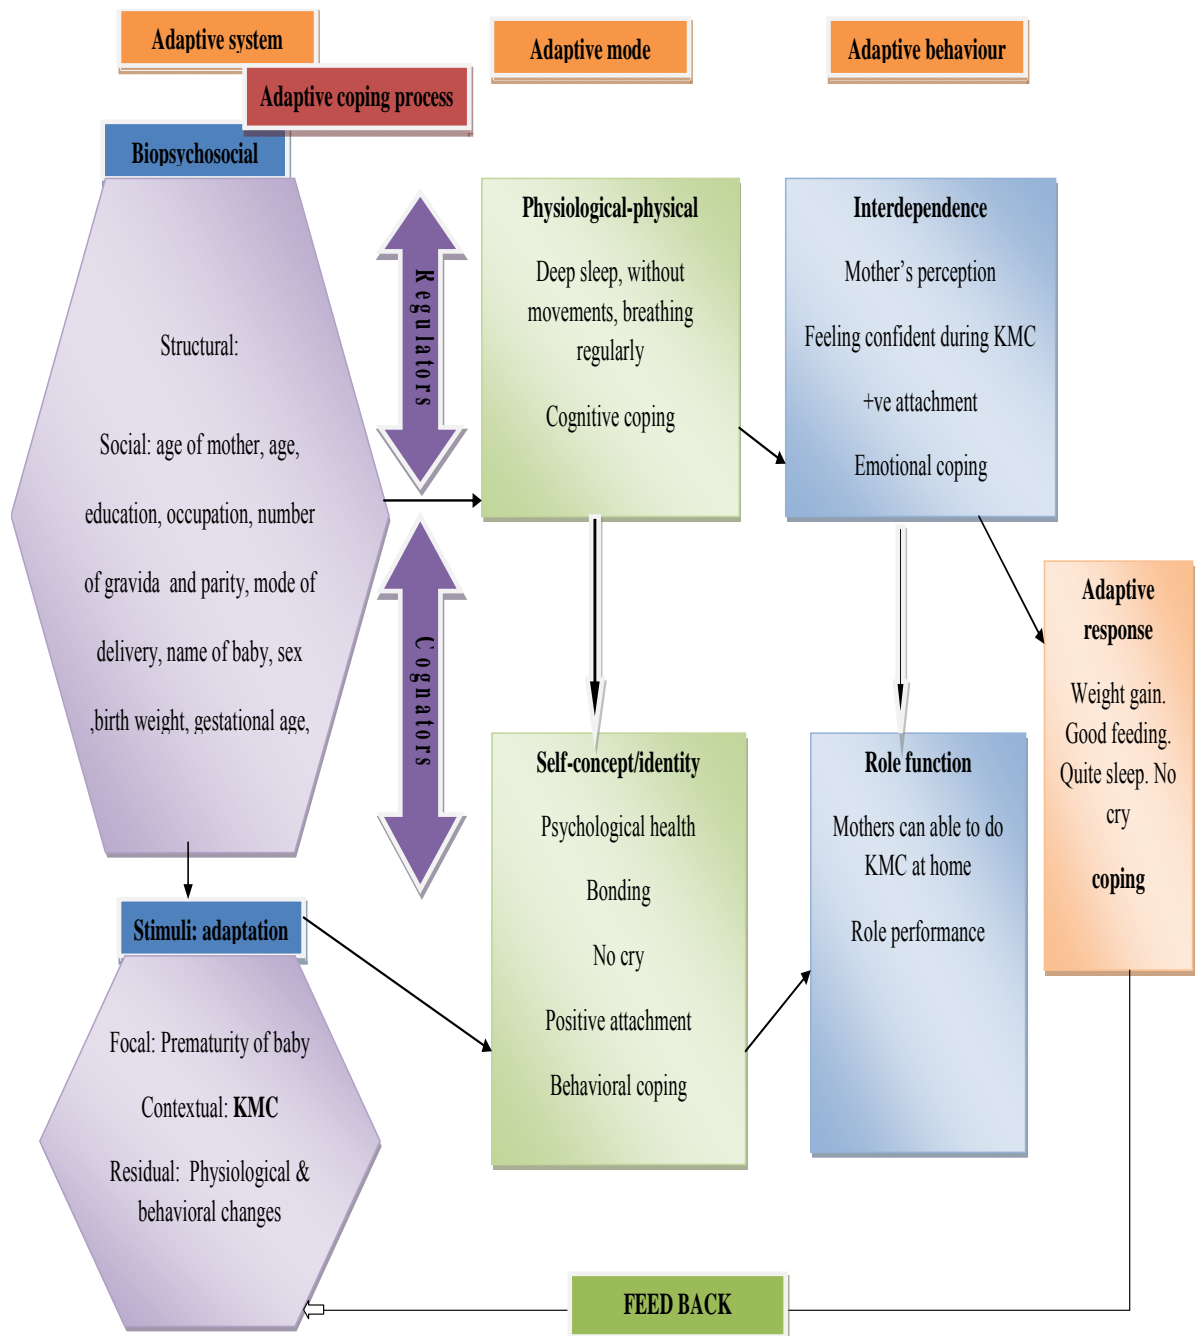 Adaptive system
Adaptive mode
Adaptive behaviour
Adaptive coping process
Biopsychosocial
Structural:
Social: age of mother, age,
education, occupation, number
of gravida and parity, mode of
delivery, name of baby, sex
,birth weight, gestational age,
Regulators
Cognators
Physiological-physical
Deep sleep, without
movements, breathing
regularly
Cognitive coping
Interdependence
Mother’s perception
Feeling confident during KMC
+ve attachment
Emotional coping
Adaptive
response
Weight gain.
Good feeding.
Quite sleep. No
cry
coping
Self-concept/identity
Psychological health
Bonding
No cry
Positive attachment
Behavioral coping
Role function
Mothers can able to do
KMC at home
Role performance
Stimuli: adaptation
Focal: Prematurity of baby
Contextual: KMC
Residual: Physiological &
behavioral changes
FEED BACK